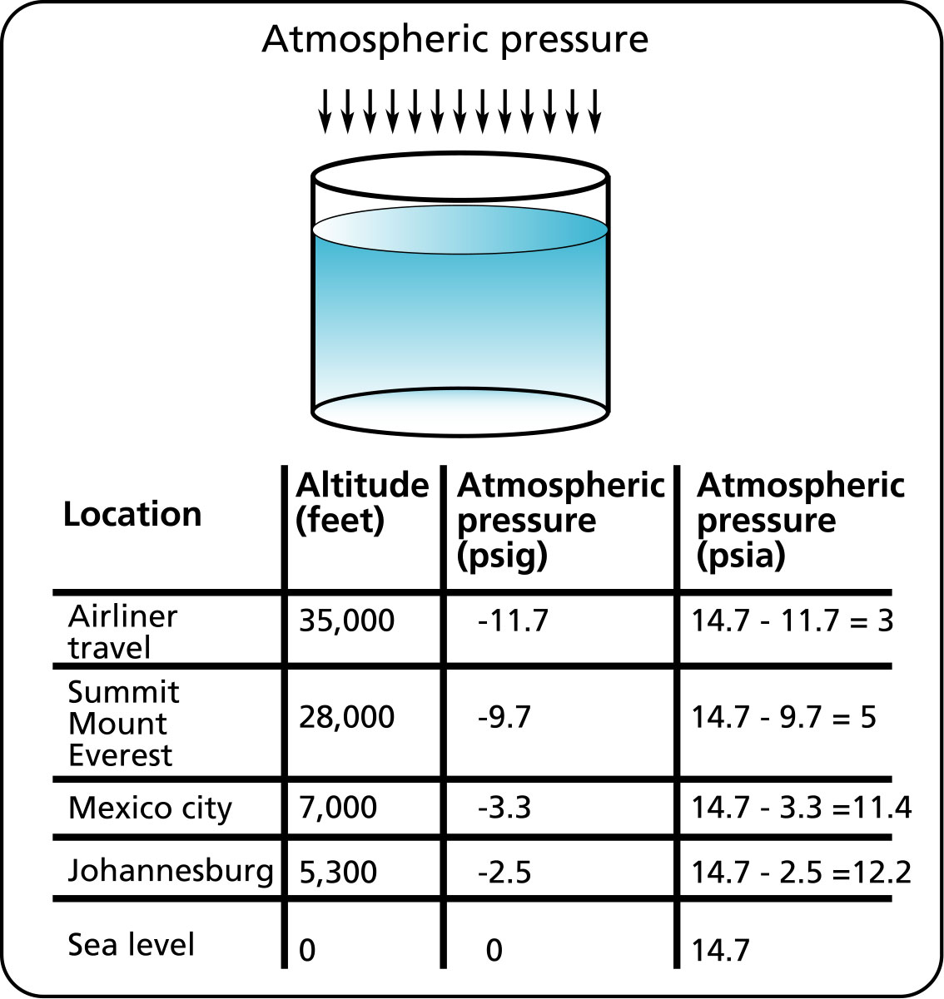 Atmospheric pressure
Location
Altitude
(feet)
Atmospheric
pressure
(psig)
Atmospheric
pressure
(psia)
Airliner
travel
35,000
-11.7
14.7 - 11.7 = 3
Summit
Mount
Everest
28,000
-9.7
14.7 - 9.7 = 5
Mexico city
7,000
-3.3
14.7 - 3.3 =11.4
Johannesburg
5,300
-2.5
14.7 - 2.5 =12.2
Sea level
0
0
14.7